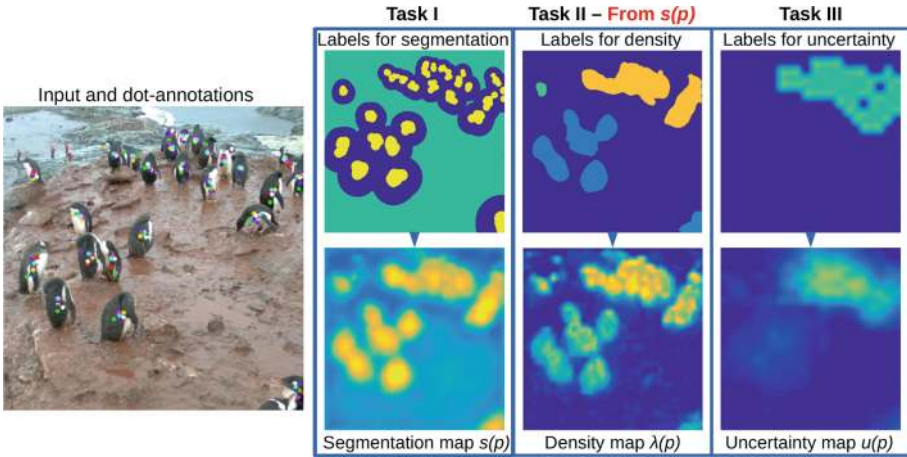 Task I
Task II – From s(p)
Task III
Input and dot-annotations
Labels for segmentation
Labels for density
Labels for uncertainty
Segmentation map s(p)
Density map λ(p)
Uncertainty map u(p)